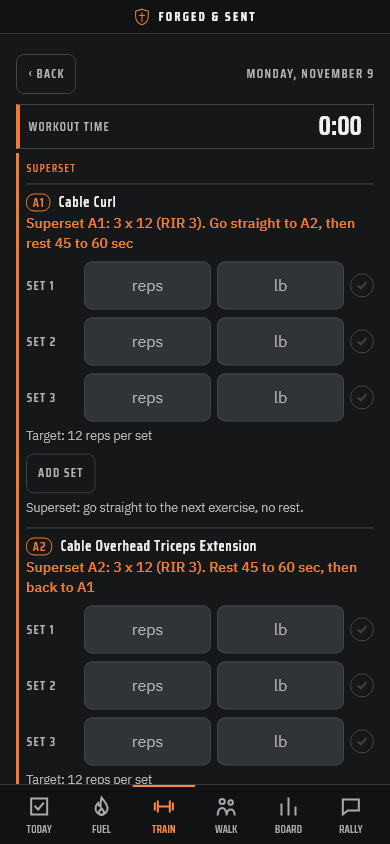 FORGED & SENT
‹ BACK
MONDAY, NOVEMBER 9
WORKOUT TIME
0:00
SUPERSET
A1 Cable Curl
Superset A1: 3 x 12 (RIR 3). Go straight to A2, then
rest 45 to 60 sec
SET 1 reps lb
SET 2 reps lb
SET 3 reps lb
Target: 12 reps per set
ADD SET
Superset: go straight to the next exercise, no rest.
A2 Cable Overhead Triceps Extension
Superset A2: 3 x 12 (RIR 3). Rest 45 to 60 sec, then
back to A1
SET 1 reps lb
SET 2 reps lb
SET 3 reps lb
Target: 12 reps per set
TODAY FUEL TRAIN WALK BOARD RALLY